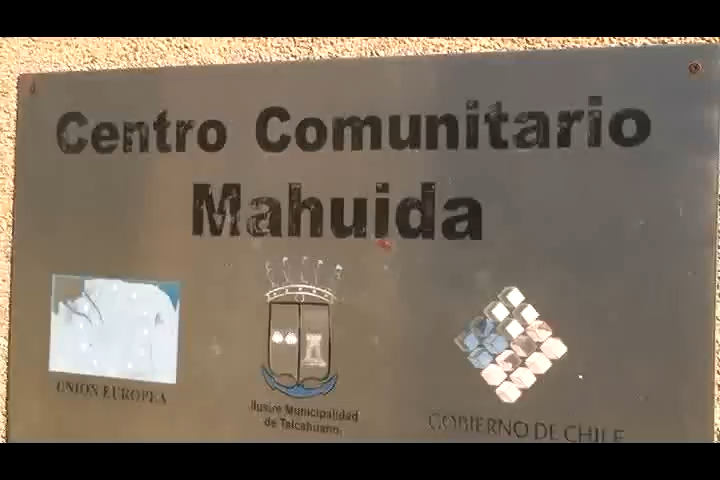 Centro Comunitario
Mahuida
UNION EUROPEA
Ilustre Municipalidad
de Talcahuano
GOBIERNO DE CHILE